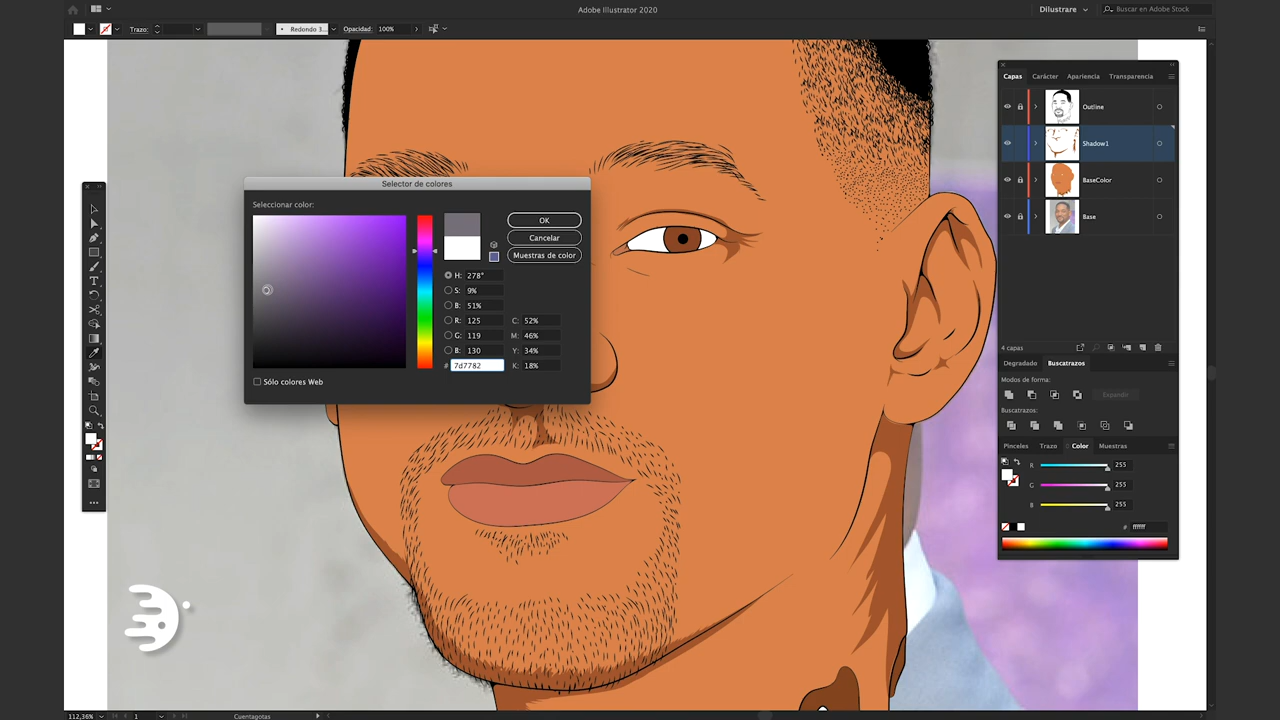 Adobe Illustrator 2020
Dilustrare
Buscar en Adobe Stock
Trazo:
Redondo 3...
Opacidad: 100%
Capas Carácter Apariencia Transparencia
Outline
Shadow1
BaseColor
Base
4 capas
Degradado Buscatrazos
Modos de forma:
Expandir
Buscatrazos:
Pinceles Trazo Color Muestras
R 255
G 255
B 255
# ffffff
Selector de colores
Seleccionar color:
OK
Cancelar
Muestras de color
H: 278°
S: 9%
B: 51%
R: 125 C: 52%
G: 119 M: 46%
B: 130 Y: 34%
# 7d7782 K: 18%
Sólo colores Web
T
112,36% 1 Cuentagotas